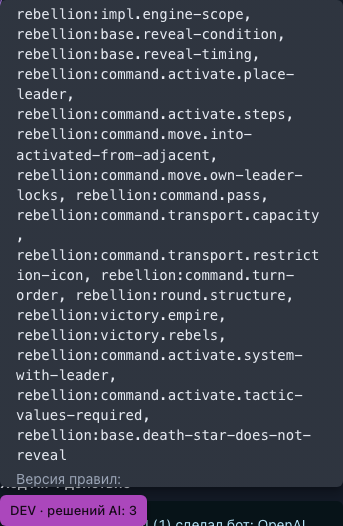 rebellion:impl.engine-scope,
rebellion:base.reveal-condition,
rebellion:base.reveal-timing,
rebellion:command.activate.place-
leader,
rebellion:command.activate.steps,
rebellion:command.move.into-
activated-from-adjacent,
rebellion:command.move.own-leader-
locks, rebellion:command.pass,
rebellion:command.transport.capacity
,
rebellion:command.transport.restrict
ion-icon, rebellion:command.turn-
order, rebellion:round.structure,
rebellion:victory.empire,
rebellion:victory.rebels,
rebellion:command.activate.system-
with-leader,
rebellion:command.activate.tactic-
values-required,
rebellion:base.death-star-does-not-
reveal
Версия правил:
DEV · решений AI: 3
(1) сделал бот: OpenAI